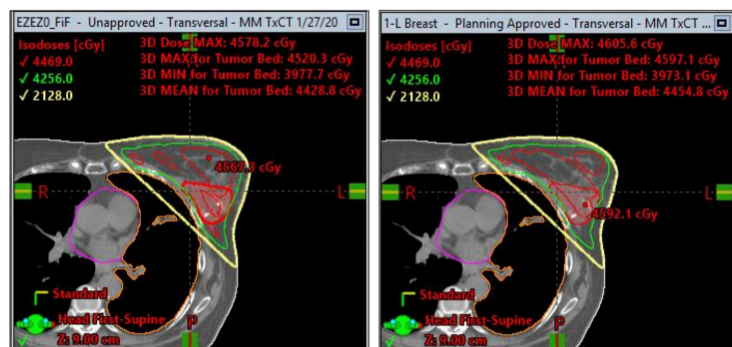 EZEZ0_FiF - Unapproved - Transversal - MM TxCT 1/27/20
Isodoses [cGy]
✓ 4469.0
✓ 4256.0
✓ 2128.0
3D Dose MAX: 4578.2 cGy
3D MAX for Tumor Bed: 4520.3 cGy
3D MIN for Tumor Bed: 3977.7 cGy
3D MEAN for Tumor Bed: 4428.8 cGy
4567.3 cGy
R
L
Standard
Head First-Supine
P
Z: 9.00 cm
1-L Breast - Planning Approved - Transversal - MM TxCT ...
Isodoses [cGy]
✓ 4469.0
✓ 4256.0
✓ 2128.0
3D Dose MAX: 4605.6 cGy
3D MAX for Tumor Bed: 4597.1 cGy
3D MIN for Tumor Bed: 3973.1 cGy
3D MEAN for Tumor Bed: 4454.8 cGy
R
L
4592.1 cGy
Standard
Head First-Supine
P
Z: 9.00 cm